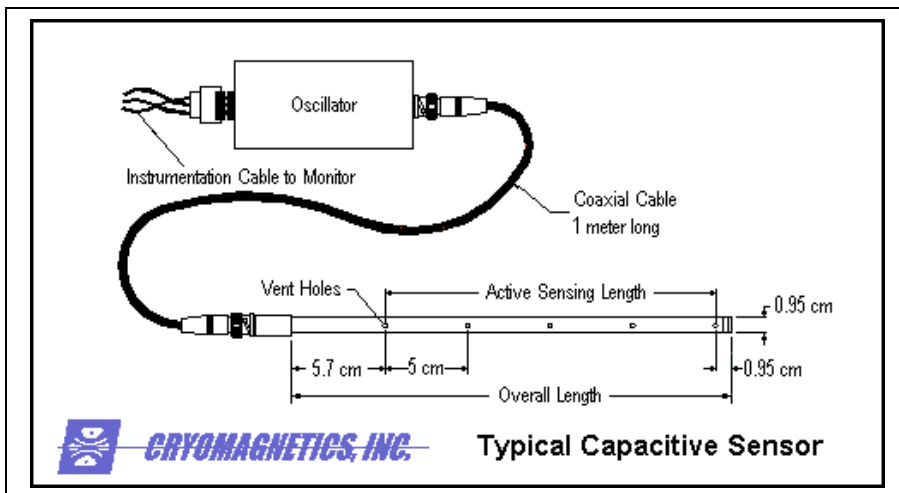 Oscillator
Instrumentation Cable to Monitor
Coaxial Cable
1 meter long
Vent Holes
Active Sensing Length
0.95 cm
5.7 cm
5 cm
0.95 cm
Overall Length
CRYOMAGNETICS, INC.
Typical Capacitive Sensor